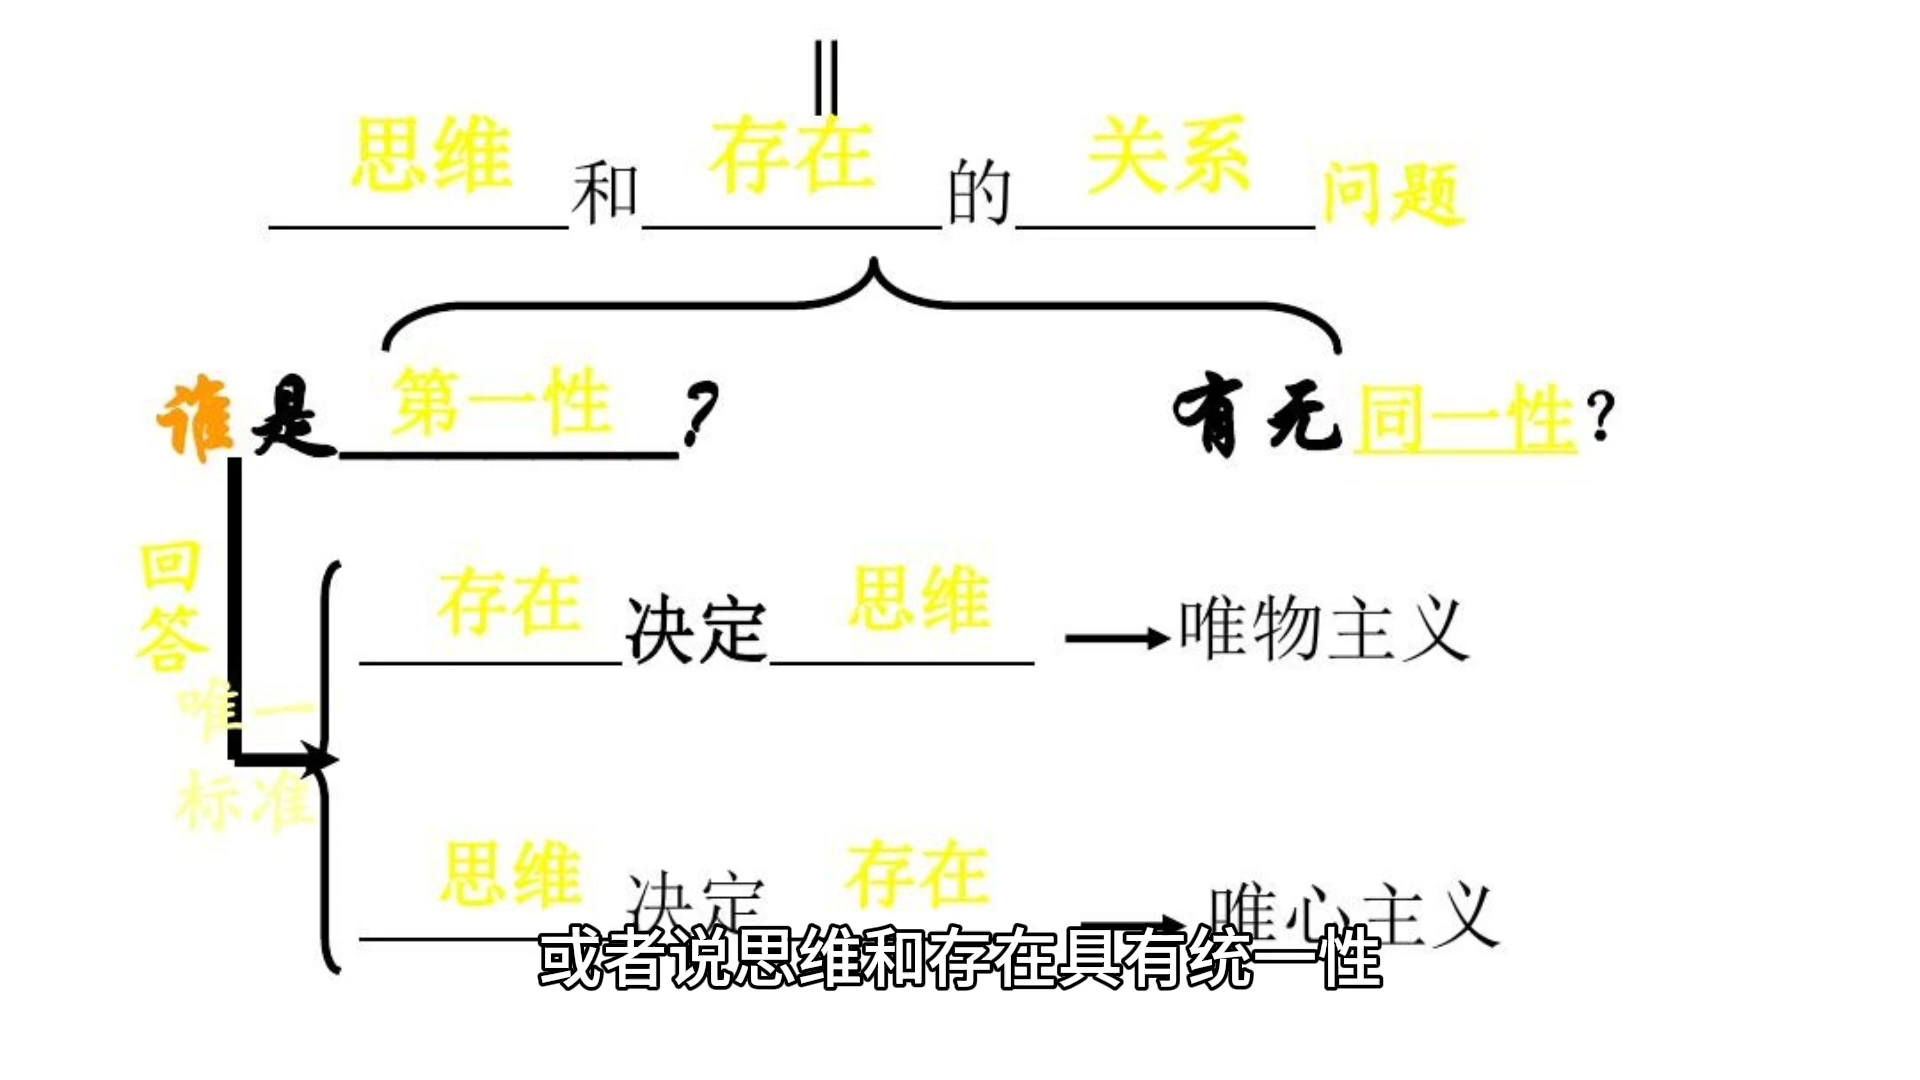 思维和存在的关系问题
谁是第一性?
有无同一性?
回答
唯一
标准
存在决定思维
唯物主义
思维决定存在
唯心主义
或者说思维和存在具有统一性